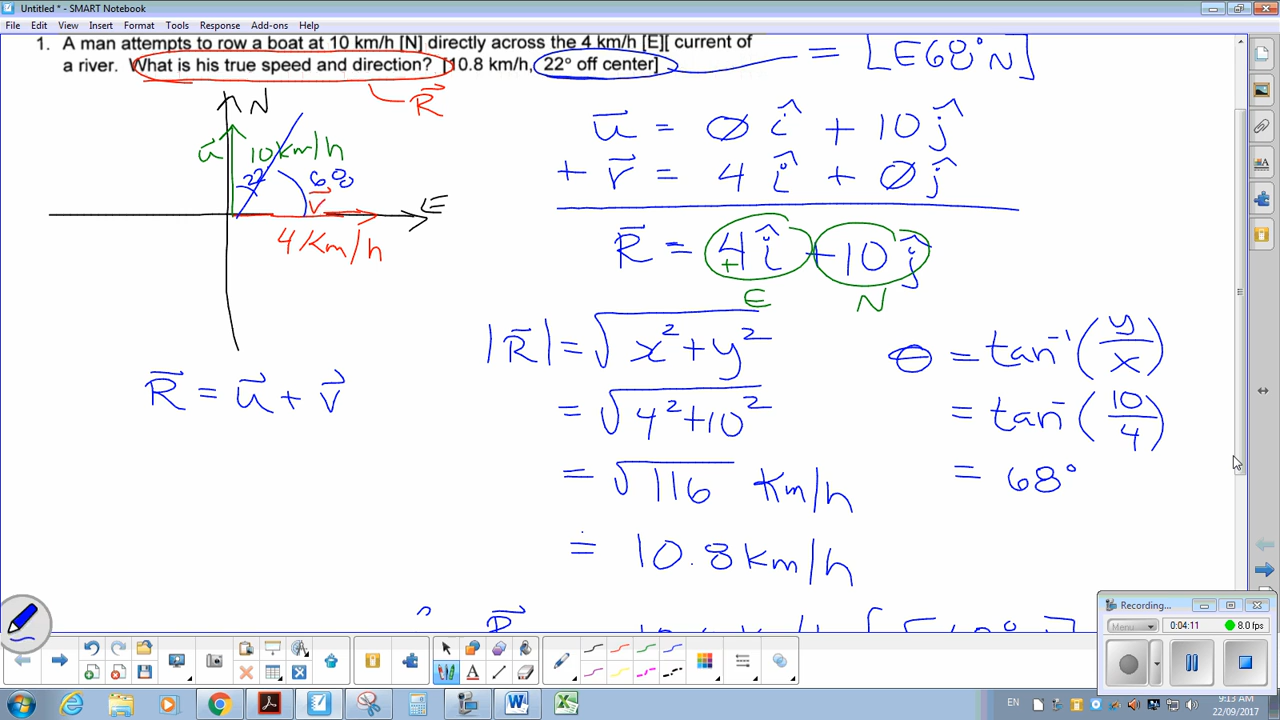 Untitled * - SMART Notebook
File Edit View Insert Math Format Tools Response Add-ons Help
1. A man attempts to row a boat at 10 km/h [N] directly across the 4 km/h [E][ current of
a river. What is his true speed and direction? [10.8 km/h, 22° off center]
= [E68°N]
N
R⃗
u⃗ 10km/h
22 68
v⃗
E
4 km/h
u⃗ = 0 î + 10 ĵ
+ v⃗ = 4 î + 0 ĵ
R⃗ = +4 î + 10 ĵ
E N
R⃗ = u⃗ + v⃗
|R⃗| = √x² + y²
= √4² + 10²
= √116 km/h
≐ 10.8 km/h
θ = tan⁻¹ (y/x)
= tan⁻ (10/4)
= 68°
R⃗
Recording...
Menu
0:04:11
8.0 fps
EN
9:13 AM
22/09/2017